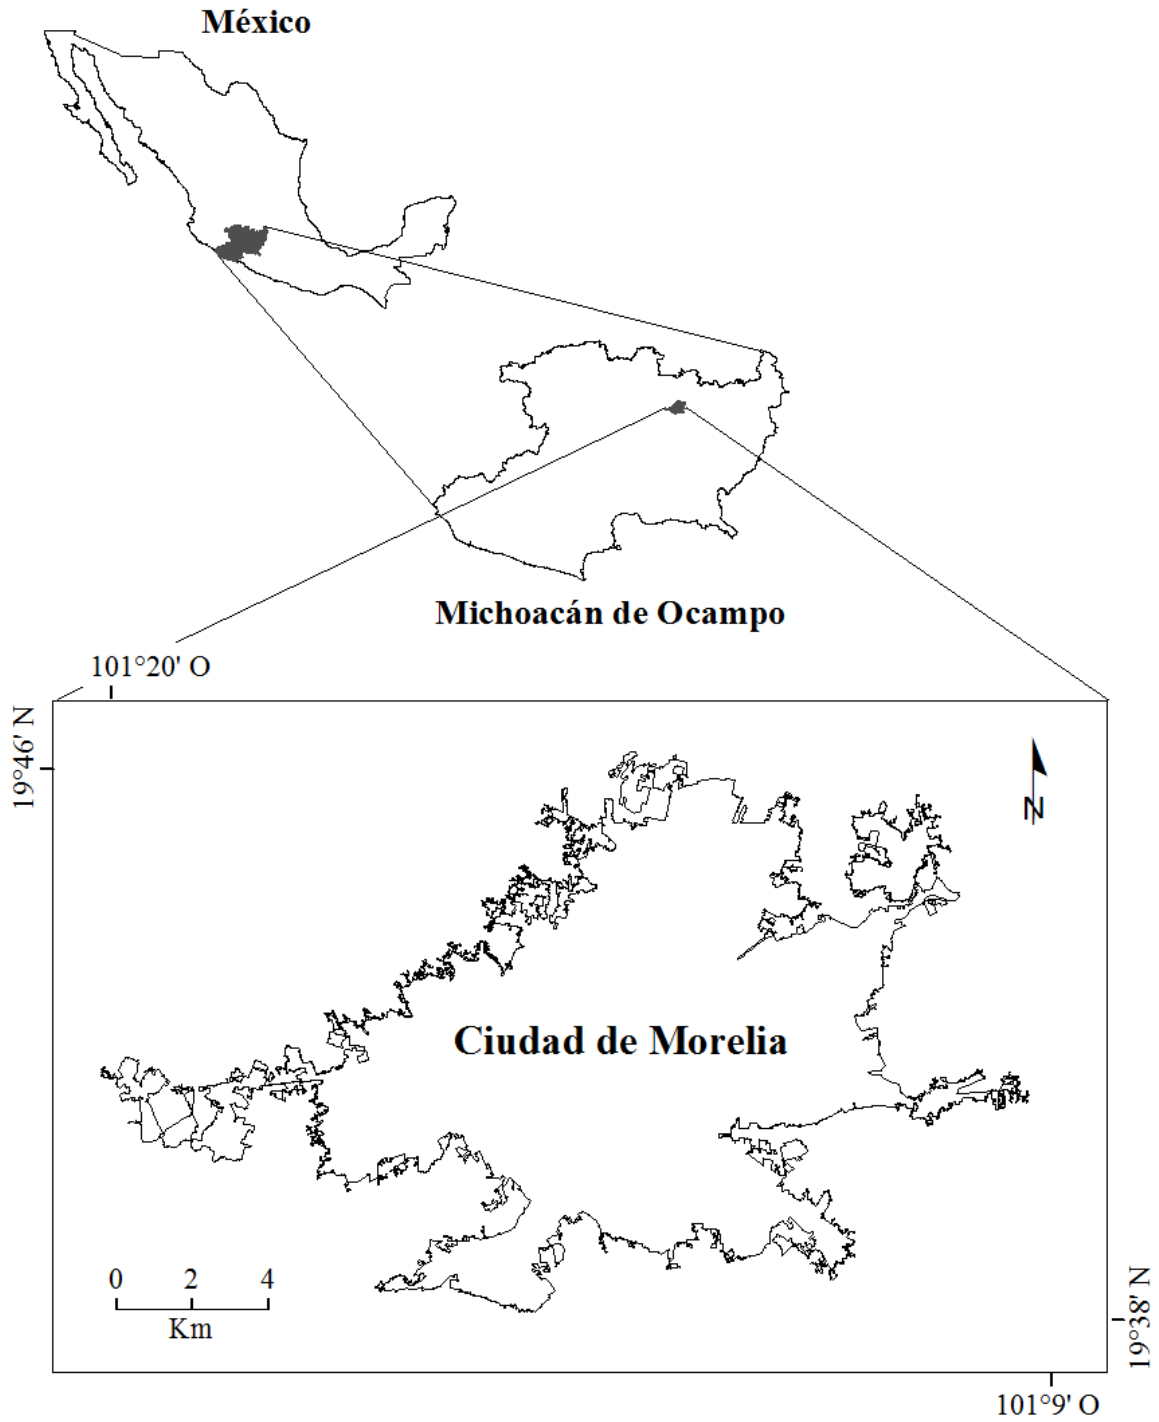 México
Michoacán de Ocampo
101°20' O
19°46' N
N
Ciudad de Morelia
0 2 4
Km
19°38' N
101°9' O